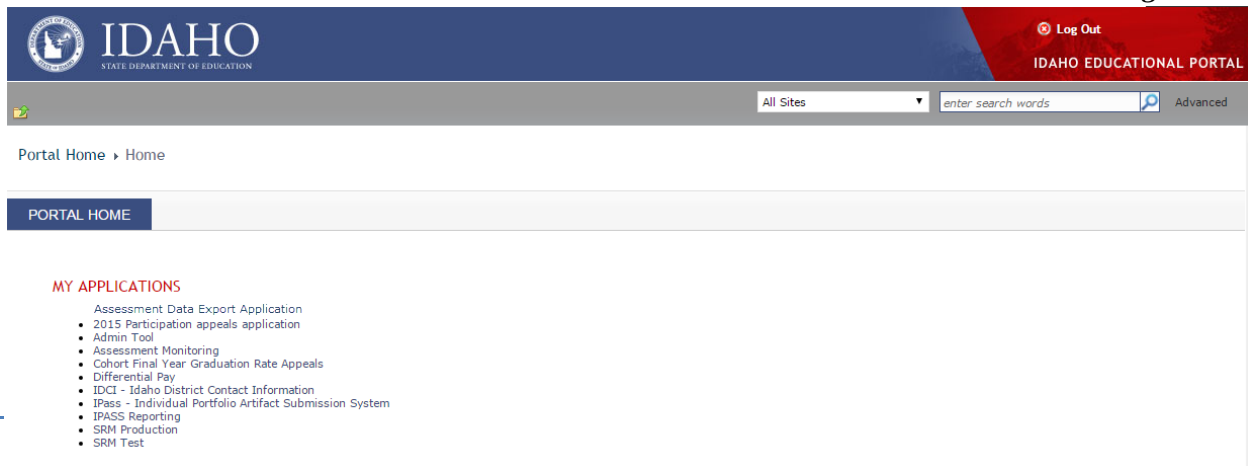 IDAHO
STATE DEPARTMENT OF EDUCATION
Log Out
IDAHO EDUCATIONAL PORTAL
All Sites
enter search words
Advanced
Portal Home ▸ Home
PORTAL HOME
MY APPLICATIONS
Assessment Data Export Application
• 2015 Participation appeals application
• Admin Tool
• Assessment Monitoring
• Cohort Final Year Graduation Rate Appeals
• Differential Pay
• IDCI - Idaho District Contact Information
• IPass - Individual Portfolio Artifact Submission System
• IPASS Reporting
• SRM Production
• SRM Test